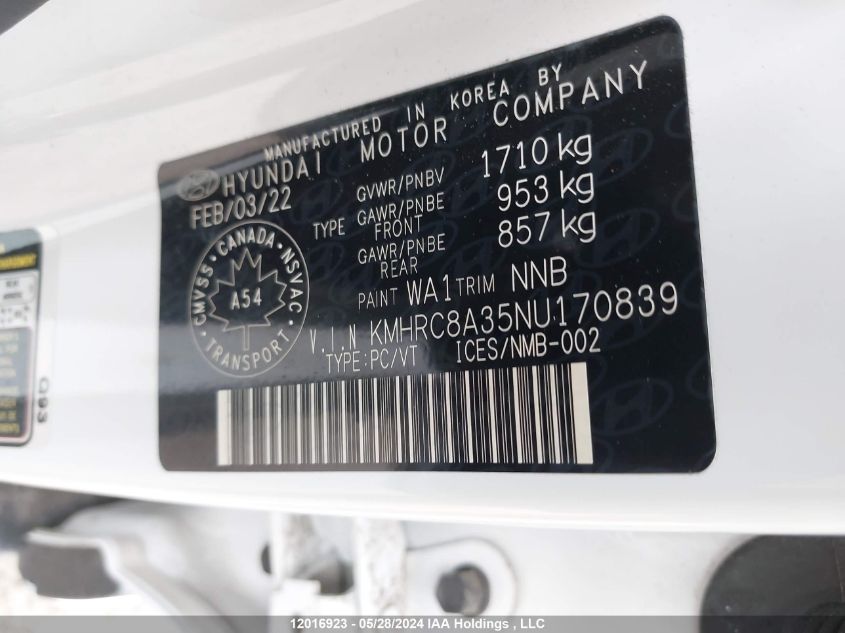 MANUFACTURED IN KOREA BY
HYUNDAI MOTOR COMPANY
FEB/03/22
GVWR/PNBV 1710 kg
TYPE GAWR/PNBE FRONT 953 kg
GAWR/PNBE REAR 857 kg
CMVSS • CANADA • NSVAC
A54
TRANSPORT
PAINT WA1 TRIM NNB
V.I.N KMHRC8A35NU170839
TYPE:PC/VT ICES/NMB-002
Q93
12016923 - 05/28/2024 IAA Holdings , LLC